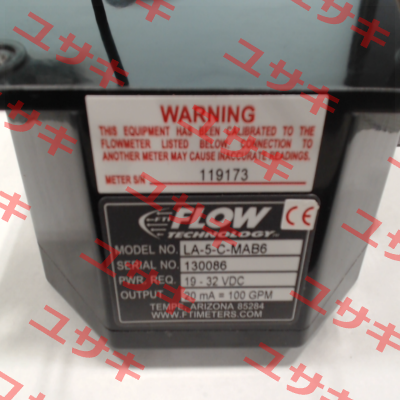 WARNING
THIS EQUIPMENT HAS BEEN CALIBRATED TO THE
FLOWMETER LISTED BELOW. CONNECTION TO
ANOTHER METER MAY CAUSE INACCURATE READINGS.
METER S/N 119173
FTI FLOW CE
TECHNOLOGY
MODEL NO. LA-5-C-MAB6
SERIAL NO. 130086
PWR. REQ. 19 - 32 VDC
OUTPUT 20 mA = 100 GPM
TEMPE, ARIZONA 85284
WWW.FTIMETERS.COM
ユサキ